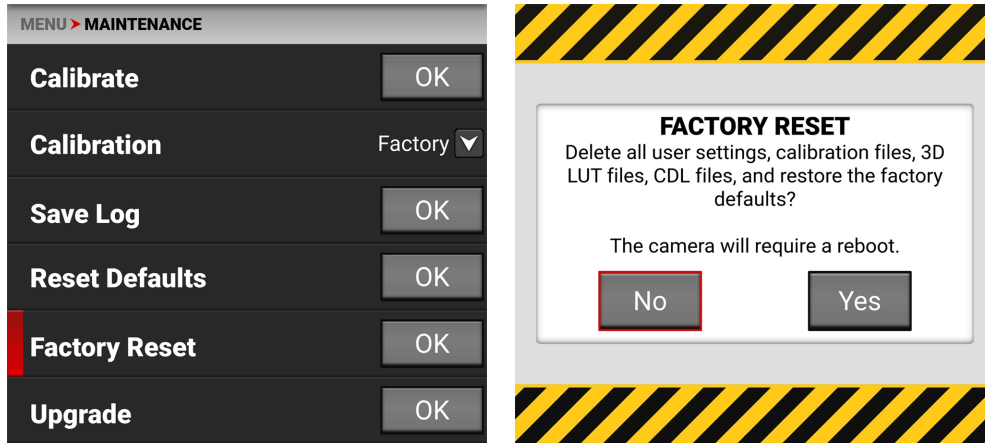 MENU > MAINTENANCE
Calibrate OK
Calibration Factory
Save Log OK
Reset Defaults OK
Factory Reset OK
Upgrade OK
FACTORY RESET
Delete all user settings, calibration files, 3D
LUT files, CDL files, and restore the factory
defaults?
The camera will require a reboot.
No Yes